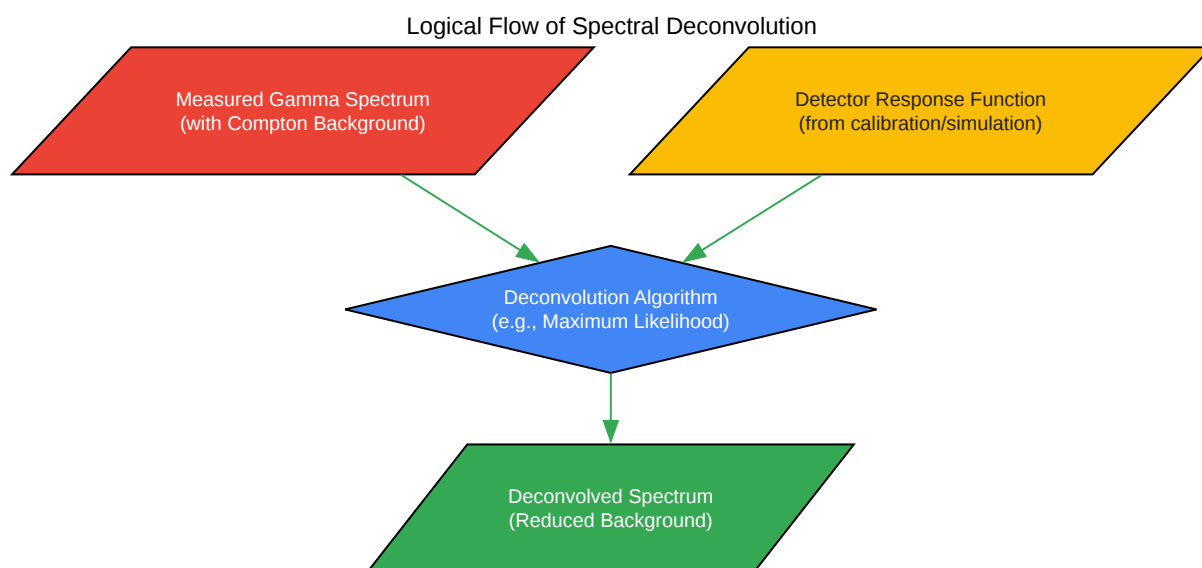 Logical Flow of Spectral Deconvolution
Measured Gamma Spectrum
(with Compton Background)
Detector Response Function
(from calibration/simulation)
Deconvolution Algorithm
(e.g., Maximum Likelihood)
Deconvolved Spectrum
(Reduced Background)